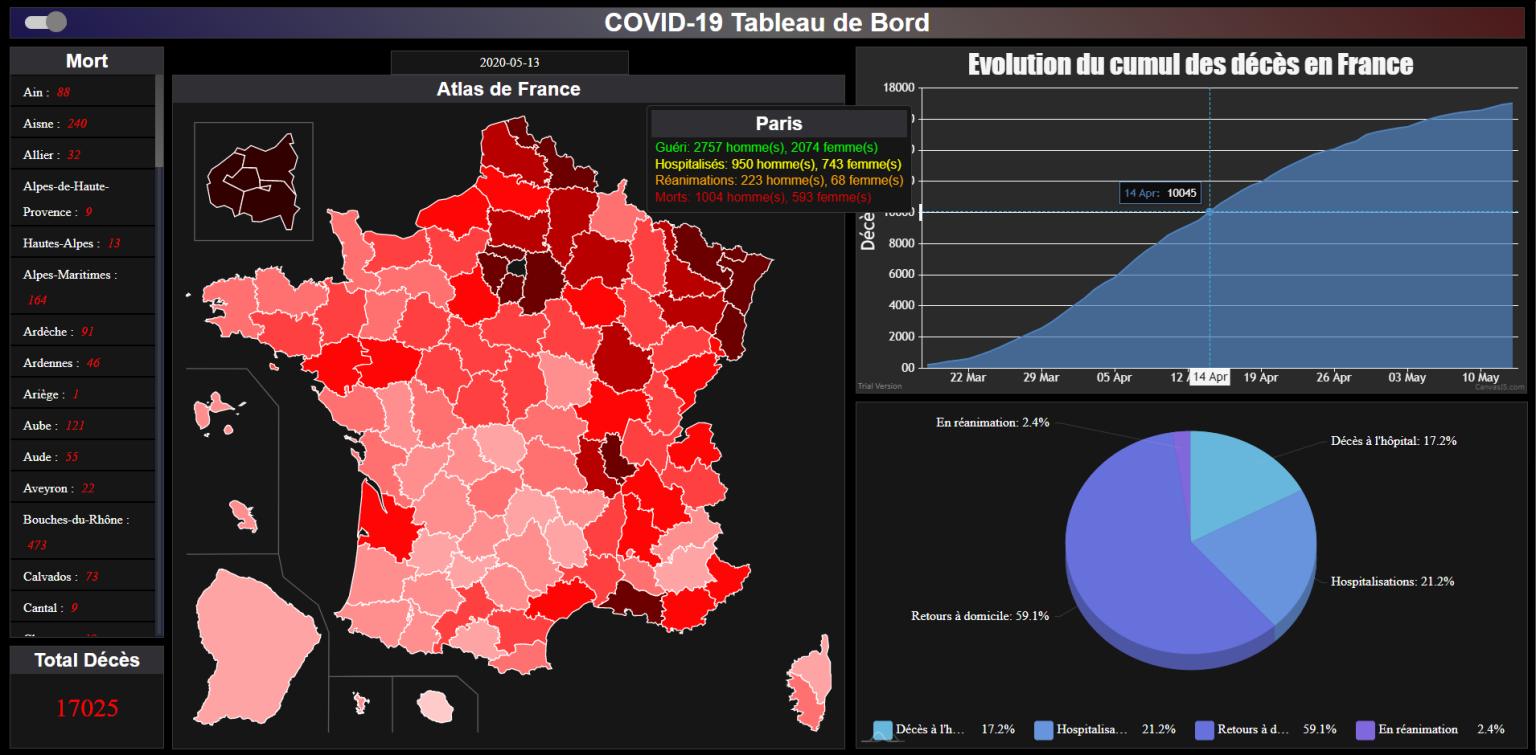 COVID-19 Tableau de Bord
Mort
Ain : 88
Aisne : 240
Allier : 32
Alpes-de-Haute-
Provence : 9
Hautes-Alpes : 13
Alpes-Maritimes :
164
Ardèche : 91
Ardennes : 46
Ariège : 1
Aube : 121
Aude : 55
Aveyron : 22
Bouches-du-Rhône :
473
Calvados : 73
Cantal : 9
Total Décès
17025
2020-05-13
Atlas de France
Paris
Guéri: 2757 homme(s), 2074 femme(s)
Hospitalisés: 950 homme(s), 743 femme(s)
Réanimations: 223 homme(s), 68 femme(s)
Morts: 1004 homme(s), 593 femme(s)
Evolution du cumul des décès en France
18000
8000
6000
4000
2000
00
Décè
14 Apr: 10045
22 Mar
29 Mar
05 Apr
12
14 Apr
19 Apr
26 Apr
03 May
10 May
Trial Version
CanvasJS.com
En réanimation: 2.4%
Décès à l'hôpital: 17.2%
Hospitalisations: 21.2%
Retours à domicile: 59.1%
Décès à l'h… 17.2%
Hospitalisa… 21.2%
Retours à d… 59.1%
En réanimation 2.4%